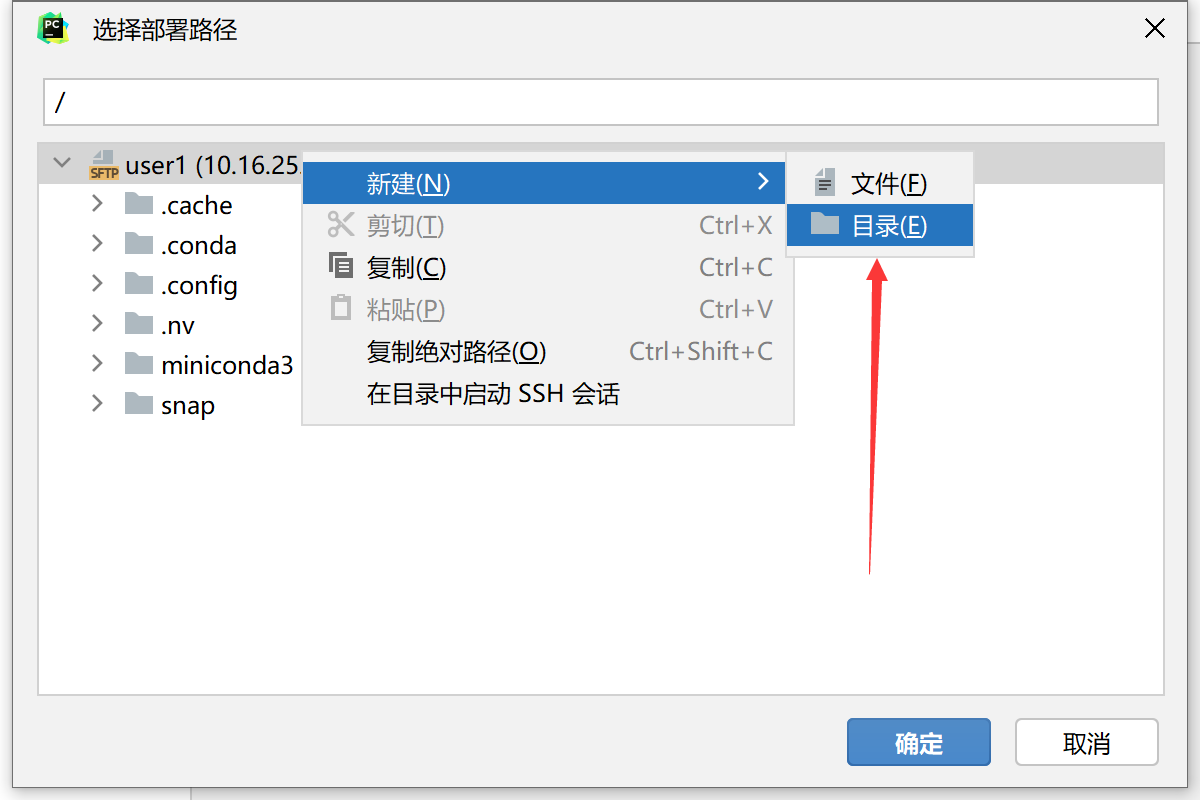 PC
选择部署路径
/
SFTP user1 (10.16.25.
新建(N)
文件(F)
目录(E)
.cache
.conda
.config
.nv
miniconda3
snap
剪切(T) Ctrl+X
复制(C) Ctrl+C
粘贴(P) Ctrl+V
复制绝对路径(O) Ctrl+Shift+C
在目录中启动 SSH 会话
确定
取消